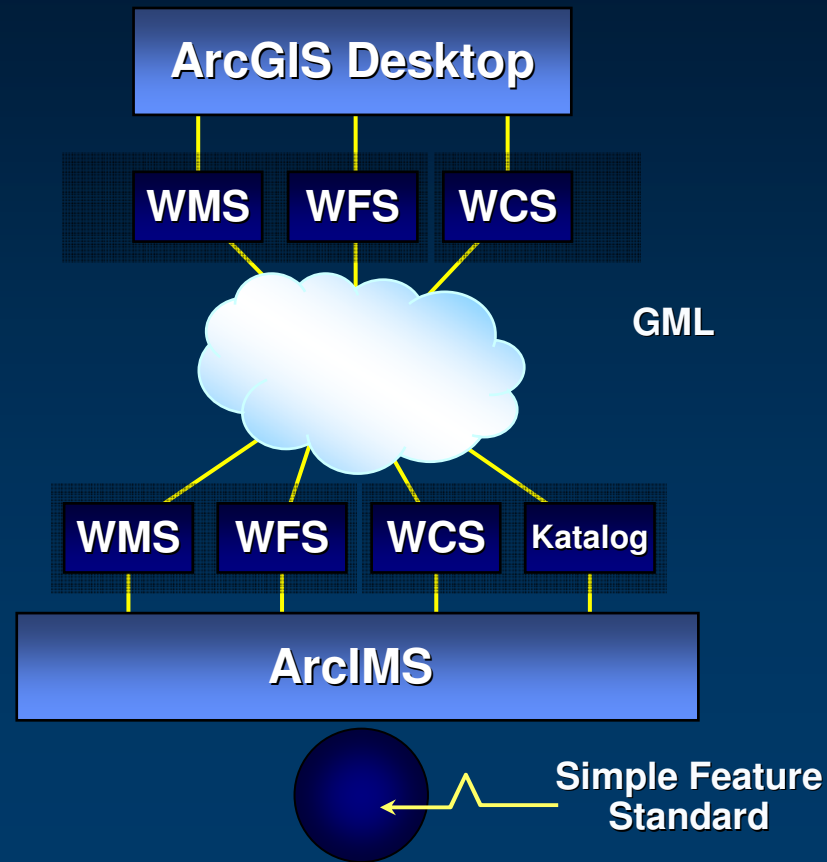 ArcGIS Desktop
WMS
WFS
WCS
GML
WMS
WFS
WCS
Katalog
ArcIMS
Simple Feature
Standard